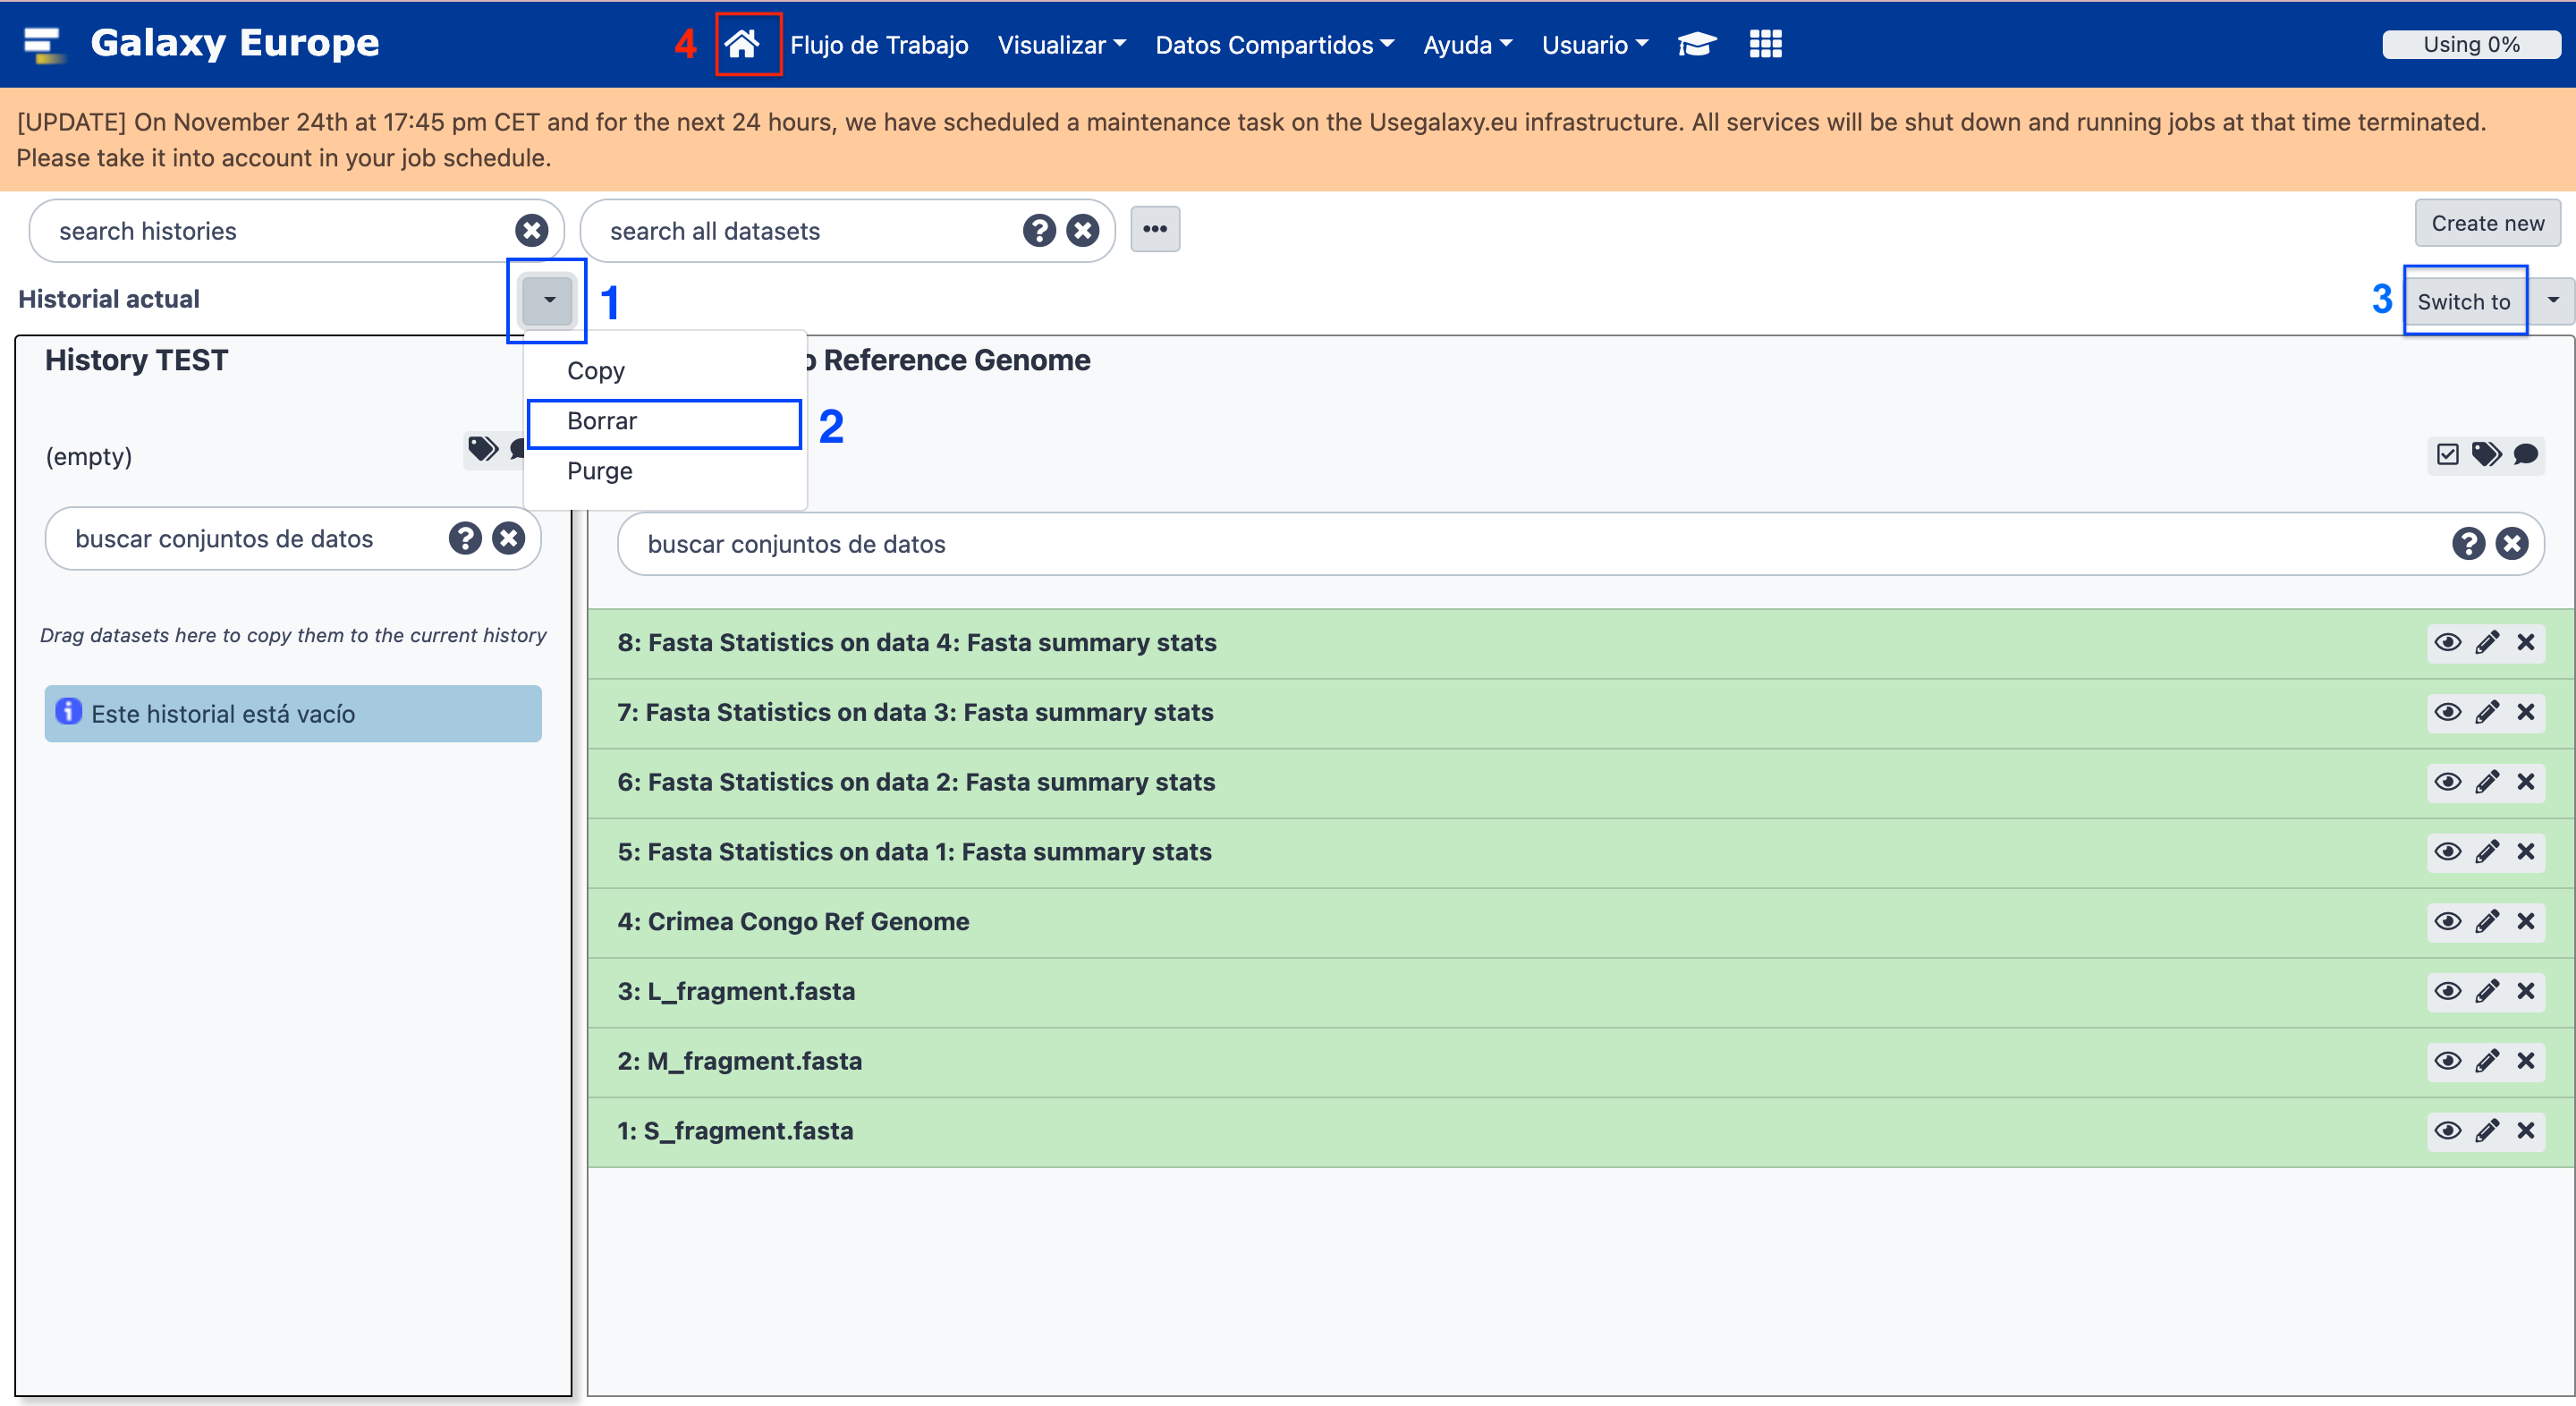 Galaxy Europe
4 Flujo de Trabajo Visualizar Datos Compartidos Ayuda Usuario Using 0%
[UPDATE] On November 24th at 17:45 pm CET and for the next 24 hours, we have scheduled a maintenance task on the Usegalaxy.eu infrastructure. All services will be shut down and running jobs at that time terminated.
Please take it into account in your job schedule.
search histories search all datasets ... Create new
Historial actual 1 3 Switch to
History TEST Reference Genome
Copy
Borrar 2
Purge
(empty)
buscar conjuntos de datos
Drag datasets here to copy them to the current history
Este historial está vacío
buscar conjuntos de datos
8: Fasta Statistics on data 4: Fasta summary stats
7: Fasta Statistics on data 3: Fasta summary stats
6: Fasta Statistics on data 2: Fasta summary stats
5: Fasta Statistics on data 1: Fasta summary stats
4: Crimea Congo Ref Genome
3: L_fragment.fasta
2: M_fragment.fasta
1: S_fragment.fasta